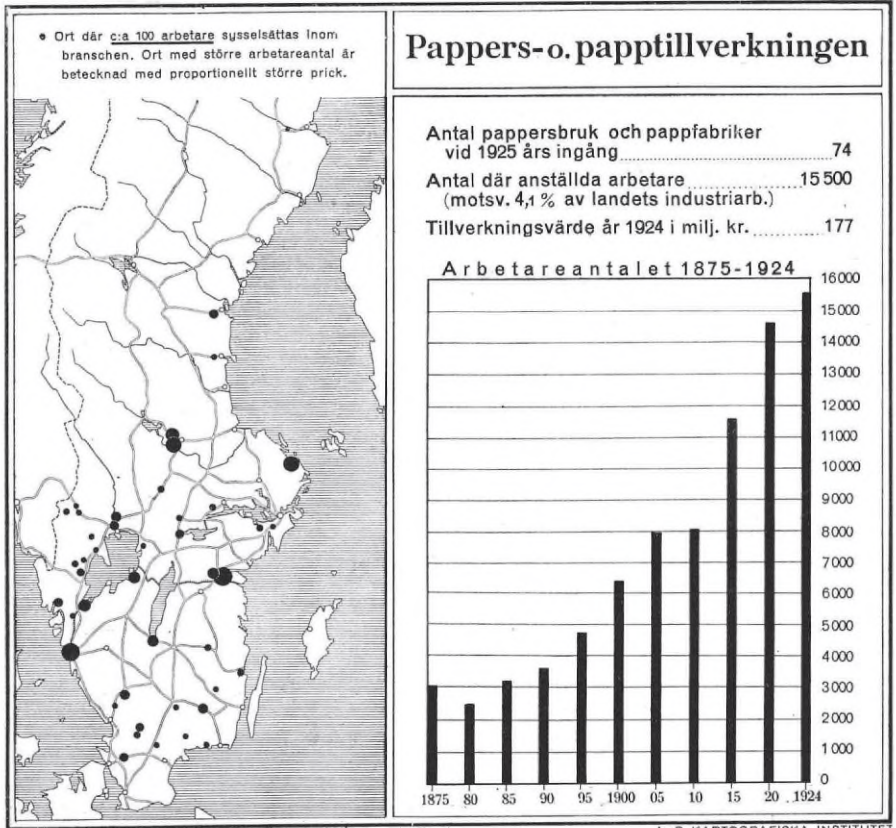 • Ort där c:a 100 arbetare sysselsättas inom
branschen. Ort med större arbetareantal är
betecknad med proportionellt större prick.
Pappers- o. papptillverkningen
Antal pappersbruk och pappfabriker
vid 1925 års ingång 74
Antal där anställda arbetare 15 500
(motsv. 4,1 % av landets industriarb.)
Tillverkningsvärde år 1924 i milj. kr. 177
Arbetareantalet 1875-1924
16000
15000
14000
13000
12000
11000
10000
9000
8000
7000
6000
5000
4000
3000
2000
1000
0
1875 80 85 90 95 1900 05 10 15 20 1924
KARTOGRAFISKA INSTITUTET